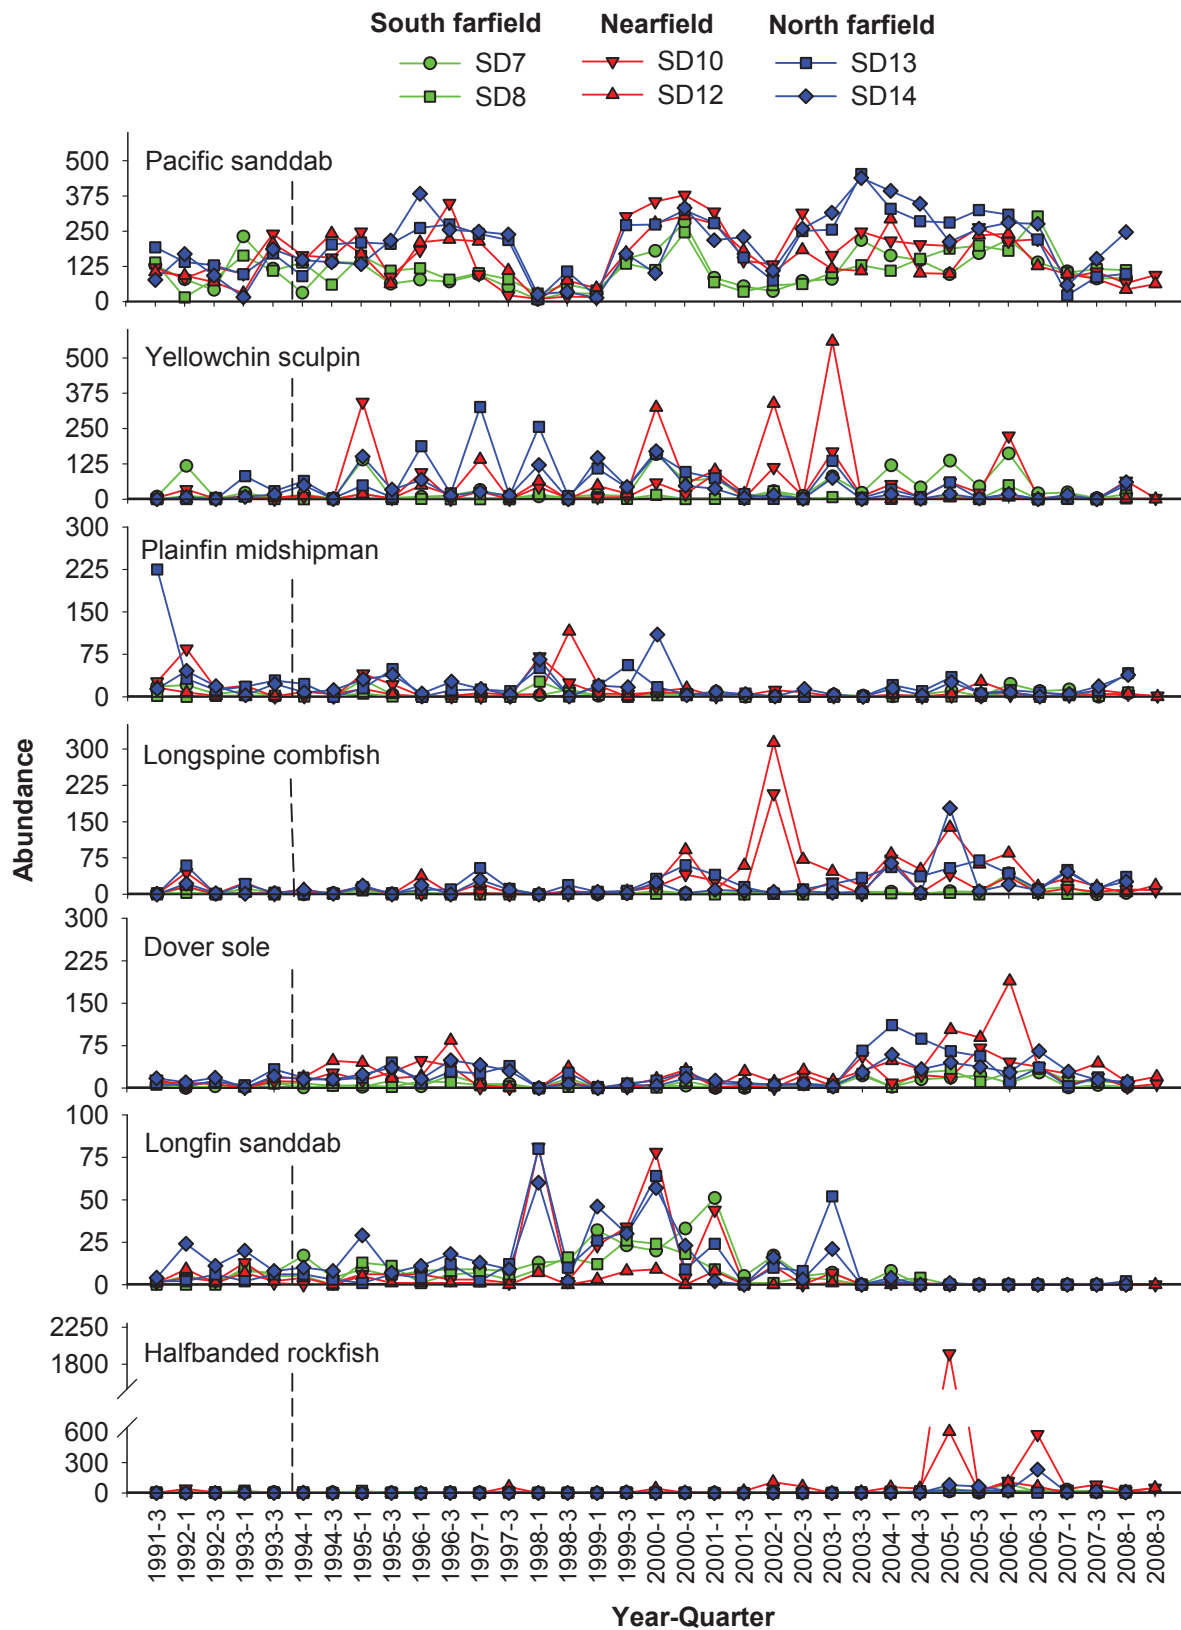 South farfield Nearfield North farfield
SD7 SD10 SD13
SD8 SD12 SD14
Abundance
Pacific sanddab
500
375
250
125
0
Yellowchin sculpin
500
375
250
125
0
Plainfin midshipman
300
225
150
75
0
Longspine combfish
300
225
150
75
0
Dover sole
300
225
150
75
0
Longfin sanddab
100
75
50
25
0
Halfbanded rockfish
2250
1800
600
300
0
1991-3 1992-1 1992-3 1993-1 1993-3 1994-1 1994-3 1995-1 1995-3 1996-1 1996-3 1997-1 1997-3 1998-1 1998-3 1999-1 1999-3 2000-1 2000-3 2001-1 2001-3 2002-1 2002-3 2003-1 2003-3 2004-1 2004-3 2005-1 2005-3 2006-1 2006-3 2007-1 2007-3 2008-1 2008-3
Year-Quarter